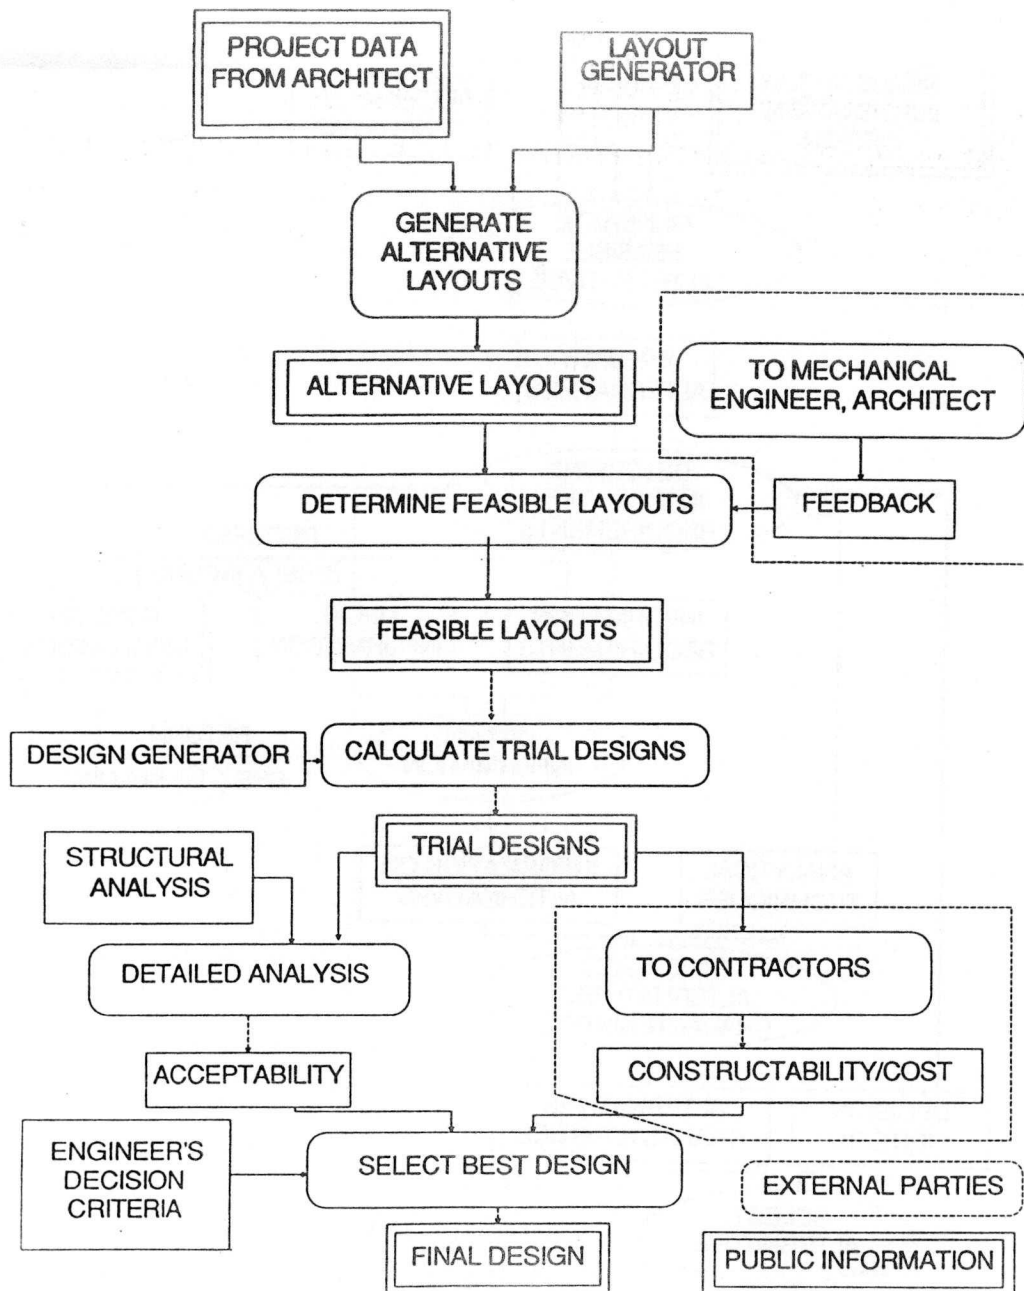 PROJECT DATA
FROM ARCHITECT
LAYOUT
GENERATOR
GENERATE
ALTERNATIVE
LAYOUTS
ALTERNATIVE LAYOUTS
TO MECHANICAL
ENGINEER, ARCHITECT
DETERMINE FEASIBLE LAYOUTS
FEEDBACK
FEASIBLE LAYOUTS
DESIGN GENERATOR
CALCULATE TRIAL DESIGNS
TRIAL DESIGNS
STRUCTURAL
ANALYSIS
DETAILED ANALYSIS
TO CONTRACTORS
ACCEPTABILITY
CONSTRUCTABILITY/COST
ENGINEER'S
DECISION
CRITERIA
SELECT BEST DESIGN
EXTERNAL PARTIES
FINAL DESIGN
PUBLIC INFORMATION